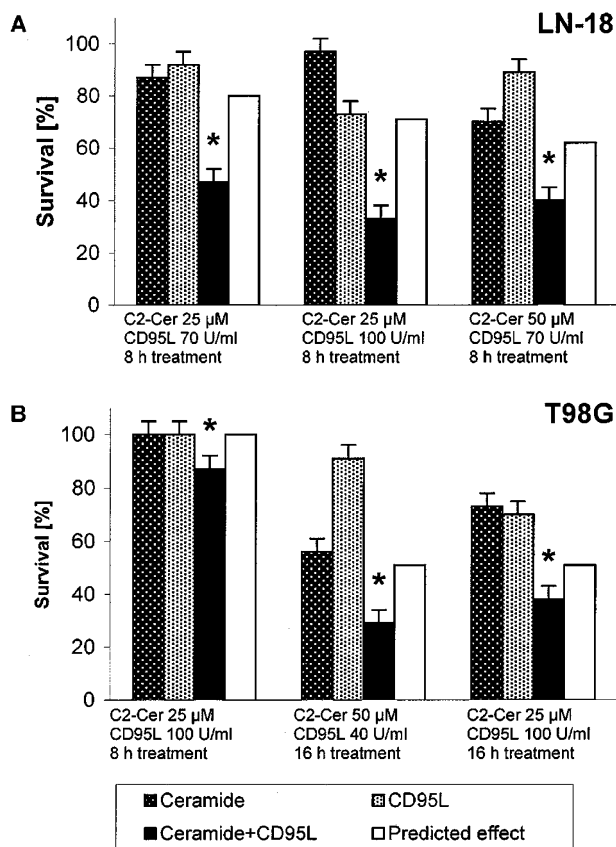 A
LN-18
Survival [%]
100
80
60
40
20
0
*
*
*
C2-Cer 25 µM
CD95L 70 U/ml
8 h treatment
C2-Cer 25 µM
CD95L 100 U/ml
8 h treatment
C2-Cer 50 µM
CD95L 70 U/ml
8 h treatment
B
T98G
Survival [%]
100
80
60
40
20
0
*
*
*
C2-Cer 25 µM
CD95L 100 U/ml
8 h treatment
C2-Cer 50 µM
CD95L 40 U/ml
16 h treatment
C2-Cer 25 µM
CD95L 100 U/ml
16 h treatment
Ceramide
CD95L
Ceramide+CD95L
Predicted effect